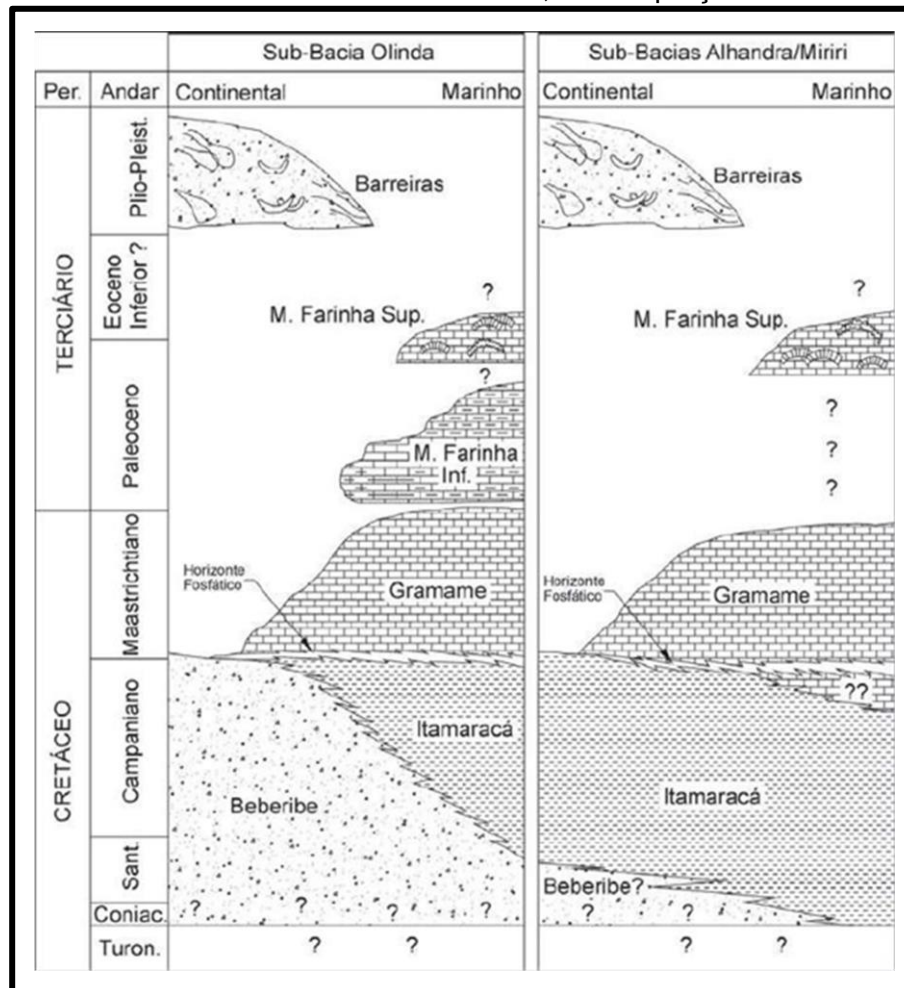 Sub-Bacia Olinda
Sub-Bacias Alhandra/Miriri
Per.
Andar
Continental
Marinho
Continental
Marinho
TERCIÁRIO
CRETÁCEO
Plio-Pleist.
Eoceno
Inferior ?
Paleoceno
Maastrichtiano
Campaniano
Sant.
Coniac.
Turon.
Barreiras
?
M. Farinha Sup.
?
M. Farinha
Inf.
Horizonte
Fosfático
Gramame
Itamaracá
Beberibe
? ? ? ?
? ?
Barreiras
?
M. Farinha Sup.
?
?
?
Horizonte
Fosfático
Gramame
??
Itamaracá
Beberibe?
? ? ?
? ?